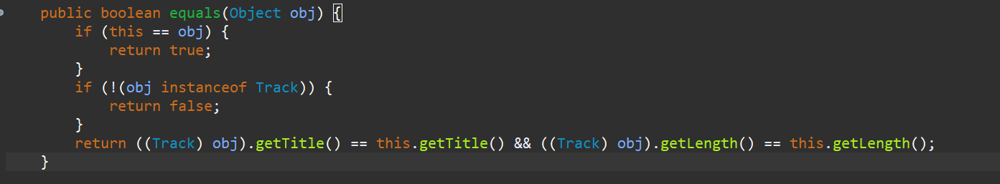 public boolean equals(Object obj) {
if (this == obj) {
return true;
}
if (!(obj instanceof Track)) {
return false;
}
return ((Track) obj).getTitle() == this.getTitle() && ((Track) obj).getLength() == this.getLength();
}